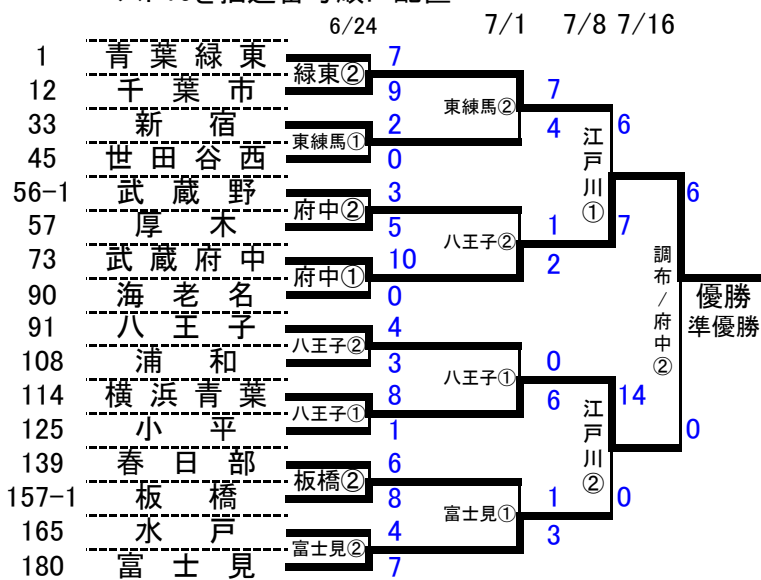 6/24 7/1 7/8 7/16
1 青葉緑東 7
緑東②
12 千葉市 9
東練馬② 7
33 新宿 2
4 6
東練馬①
江戸川①
45 世田谷西 0
56-1 武蔵野 3 6
府中②
57 厚木 5 1 7
八王子②
73 武蔵府中 10 2
府中①
調布/府中②
90 海老名 0 優勝
91 八王子 4 準優勝
八王子②
108 浦和 3 0
八王子①
114 横浜青葉 8 6 14
八王子①
江戸川②
125 小平 1 0
139 春日部 6
板橋②
157-1 板橋 8 1 0
富士見①
165 水戸 4 3
富士見②
180 富士見 7